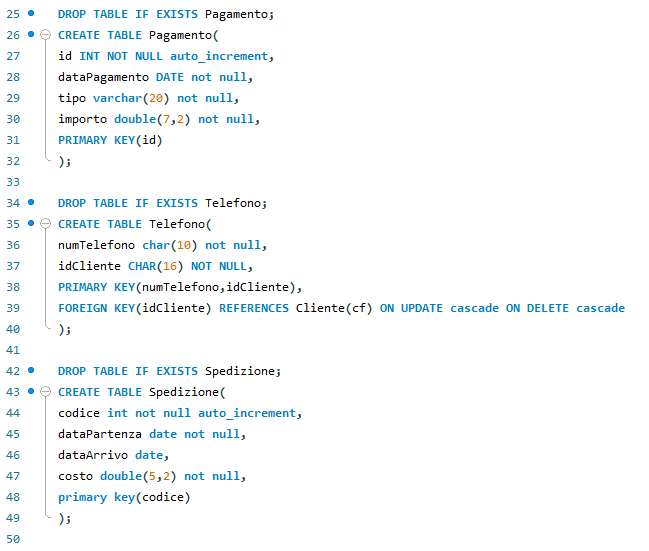 25 DROP TABLE IF EXISTS Pagamento;
26 CREATE TABLE Pagamento(
27 id INT NOT NULL auto_increment,
28 dataPagamento DATE not null,
29 tipo varchar(20) not null,
30 importo double(7,2) not null,
31 PRIMARY KEY(id)
32 );
33
34 DROP TABLE IF EXISTS Telefono;
35 CREATE TABLE Telefono(
36 numTelefono char(10) not null,
37 idCliente CHAR(16) NOT NULL,
38 PRIMARY KEY(numTelefono,idCliente),
39 FOREIGN KEY(idCliente) REFERENCES Cliente(cf) ON UPDATE cascade ON DELETE cascade
40 );
41
42 DROP TABLE IF EXISTS Spedizione;
43 CREATE TABLE Spedizione(
44 codice int not null auto_increment,
45 dataPartenza date not null,
46 dataArrivo date,
47 costo double(5,2) not null,
48 primary key(codice)
49 );
50